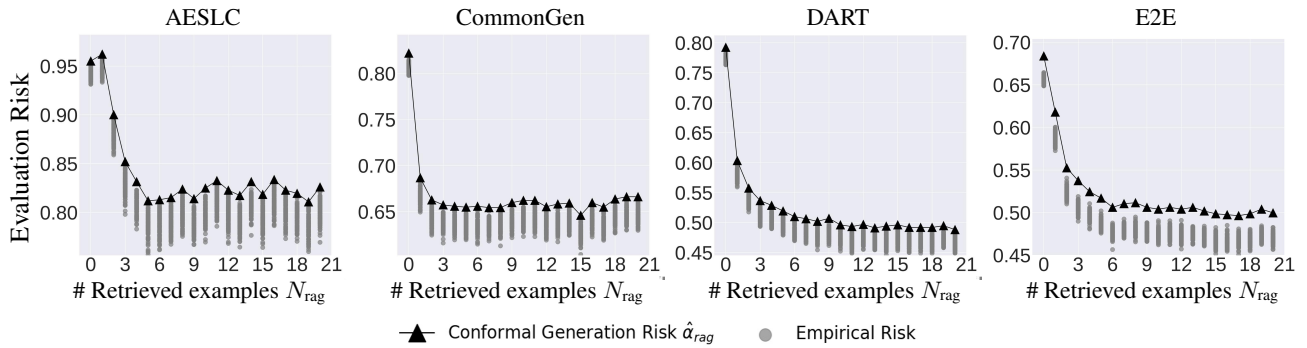 AESLC
CommonGen
DART
E2E
Evaluation Risk
0.95
0.90
0.85
0.80
0.80
0.75
0.70
0.65
0.80
0.75
0.70
0.65
0.60
0.55
0.50
0.45
0.70
0.65
0.60
0.55
0.50
0.45
0 3 6 9 12 15 18 21
0 3 6 9 12 15 18 21
0 3 6 9 12 15 18 21
0 3 6 9 12 15 18 21
# Retrieved examples N_rag
# Retrieved examples N_rag
# Retrieved examples N_rag
# Retrieved examples N_rag
Conformal Generation Risk α̂_rag
Empirical Risk